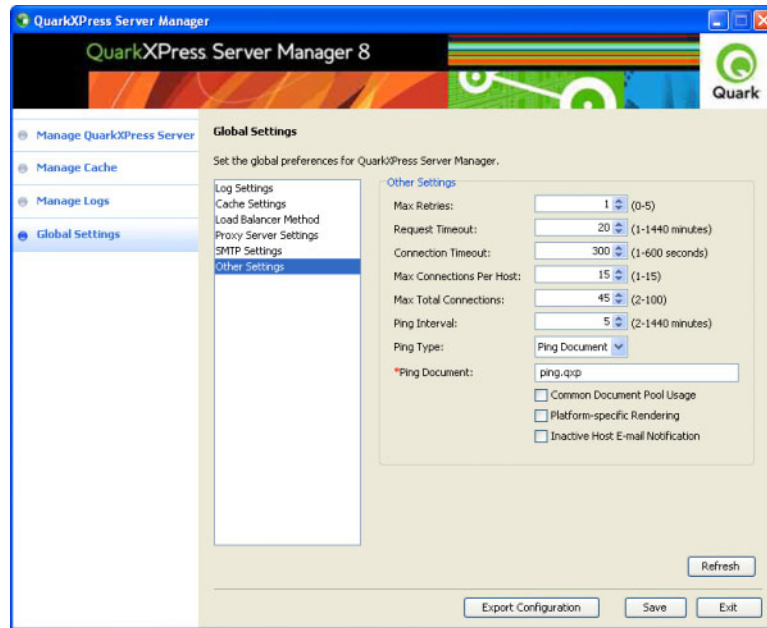 QuarkXPress Server Manager
QuarkXPress Server Manager 8
Quark
Manage QuarkXPress Server
Manage Cache
Manage Logs
Global Settings
Global Settings
Set the global preferences for QuarkXPress Server Manager.
Log Settings
Cache Settings
Load Balancer Method
Proxy Server Settings
SMTP Settings
Other Settings
Other Settings
Max Retries: 1 (0-5)
Request Timeout: 20 (1-1440 minutes)
Connection Timeout: 300 (1-600 seconds)
Max Connections Per Host: 15 (1-15)
Max Total Connections: 45 (2-100)
Ping Interval: 5 (2-1440 minutes)
Ping Type: Ping Document
*Ping Document: ping.qxp
Common Document Pool Usage
Platform-specific Rendering
Inactive Host E-mail Notification
Refresh
Export Configuration Save Exit